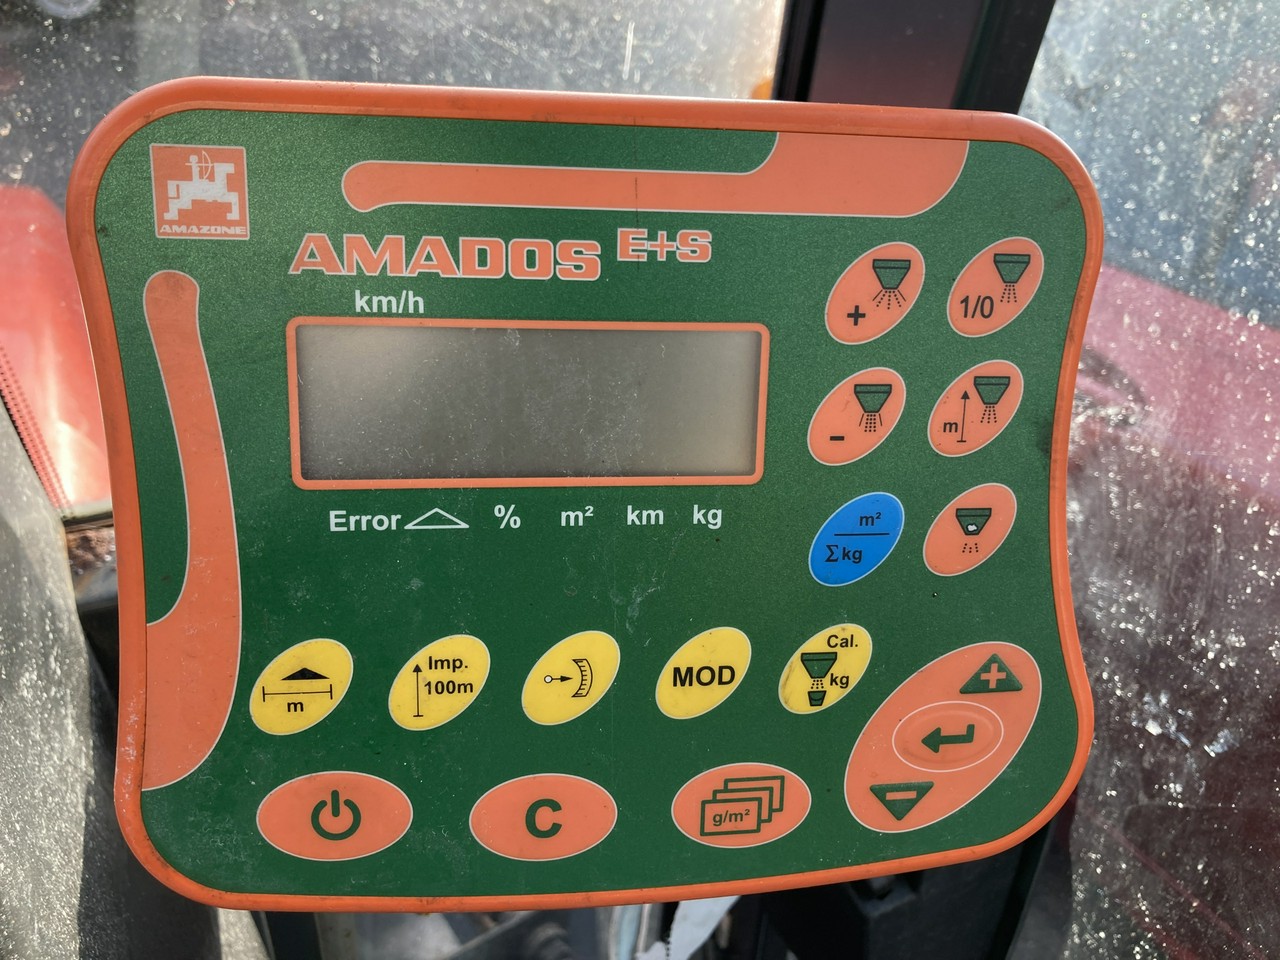 AMAZONE
AMADOS E+S
km/h
+
1/0
-
m
Error % m² km kg
m²
Σkg
m
Imp.
100m
MOD
Cal.
kg
+
-
C
g/m²